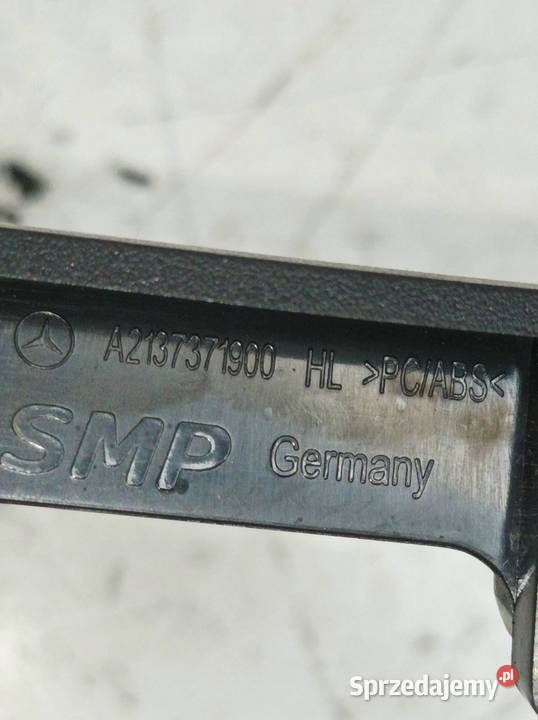 A2137371900 HL >PC/ABS<
SMP Germany
Sprzedajemy.pl